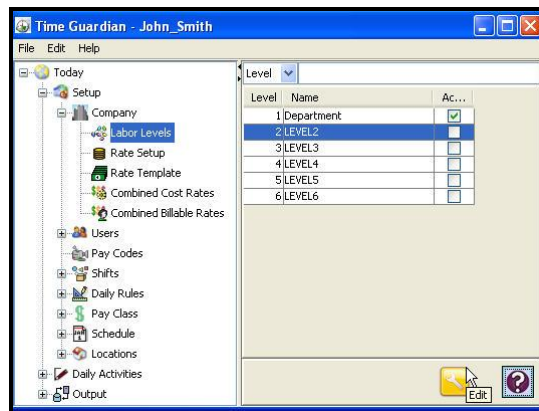 Time Guardian - John_Smith
File Edit Help
Today
Setup
Company
Labor Levels
Rate Setup
Rate Template
Combined Cost Rates
Combined Billable Rates
Users
Pay Codes
Shifts
Daily Rules
Pay Class
Schedule
Locations
Daily Activities
Output
Level
Level Name Ac...
1 Department
2 LEVEL2
3 LEVEL3
4 LEVEL4
5 LEVEL5
6 LEVEL6
Edit
?